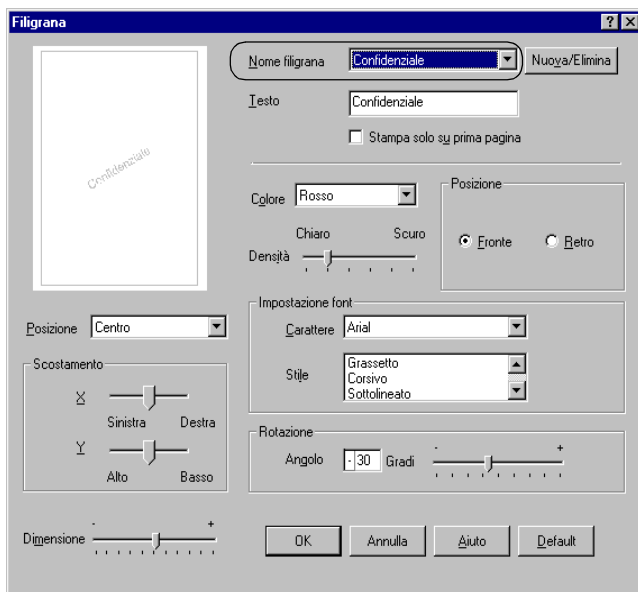 Filigrana
Confidenziale
Nome filigrana Confidenziale Nuova/Elimina
Testo Confidenziale
Stampa solo su prima pagina
Colore Rosso
Chiaro Scuro
Densità
Posizione
Fronte Retro
Posizione Centro
Impostazione font
Carattere Arial
Stile Grassetto
Corsivo
Sottolineato
Scostamento
X
Sinistra Destra
Y
Alto Basso
Rotazione
Angolo -30 Gradi - +
Dimensione - +
OK Annulla Aiuto Default